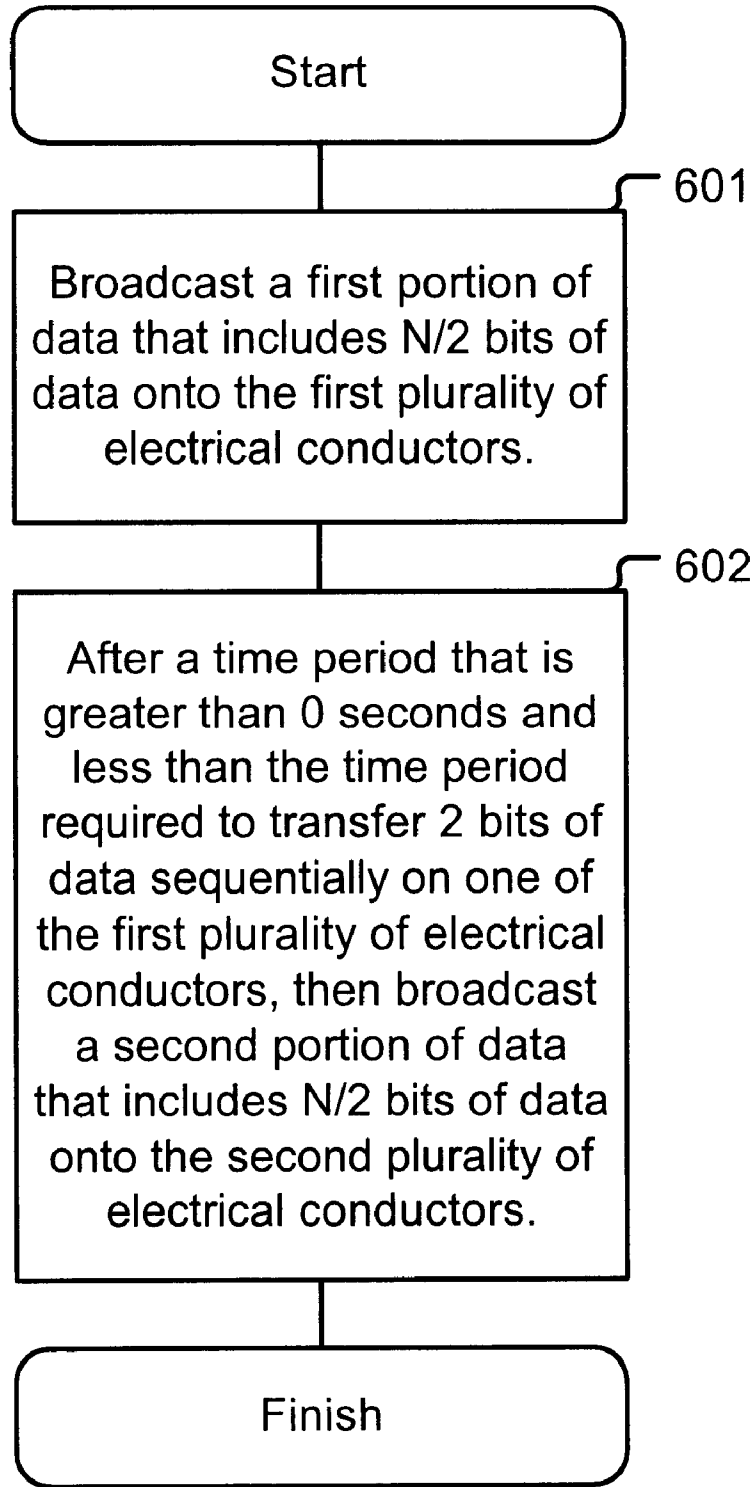 Start
601
Broadcast a first portion of
data that includes N/2 bits of
data onto the first plurality of
electrical conductors.
602
After a time period that is
greater than 0 seconds and
less than the time period
required to transfer 2 bits of
data sequentially on one of
the first plurality of electrical
conductors, then broadcast
a second portion of data
that includes N/2 bits of data
onto the second plurality of
electrical conductors.
Finish